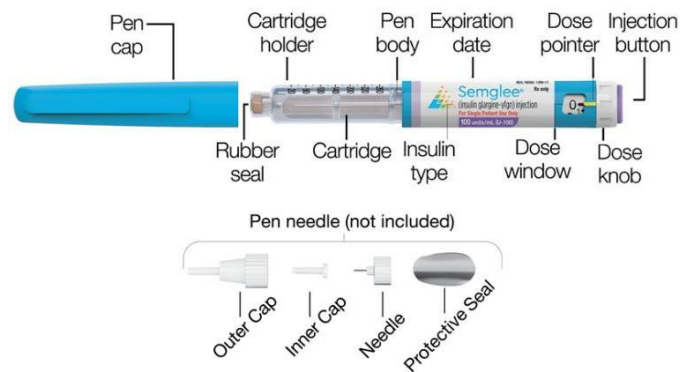 Pen
cap
Cartridge
holder
Pen
body
Expiration
date
Dose
pointer
Injection
button
Rx only
Semglee®
(insulin glargine-yfgn) injection
For Single Patient Use Only
100 units/mL (U-100)
0
Rubber
seal
Cartridge
Insulin
type
Dose
window
Dose
knob
Pen needle (not included)
Outer Cap
Inner Cap
Needle
Protective Seal